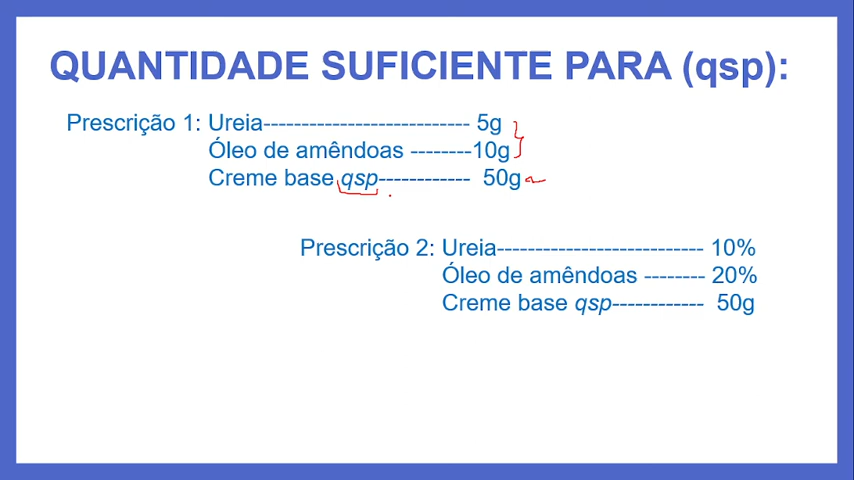 QUANTIDADE SUFICIENTE PARA (qsp):
Prescrição 1: Ureia--------------------------- 5g
Óleo de amêndoas --------10g
Creme base qsp------------ 50g
Prescrição 2: Ureia--------------------------- 10%
Óleo de amêndoas -------- 20%
Creme base qsp------------ 50g